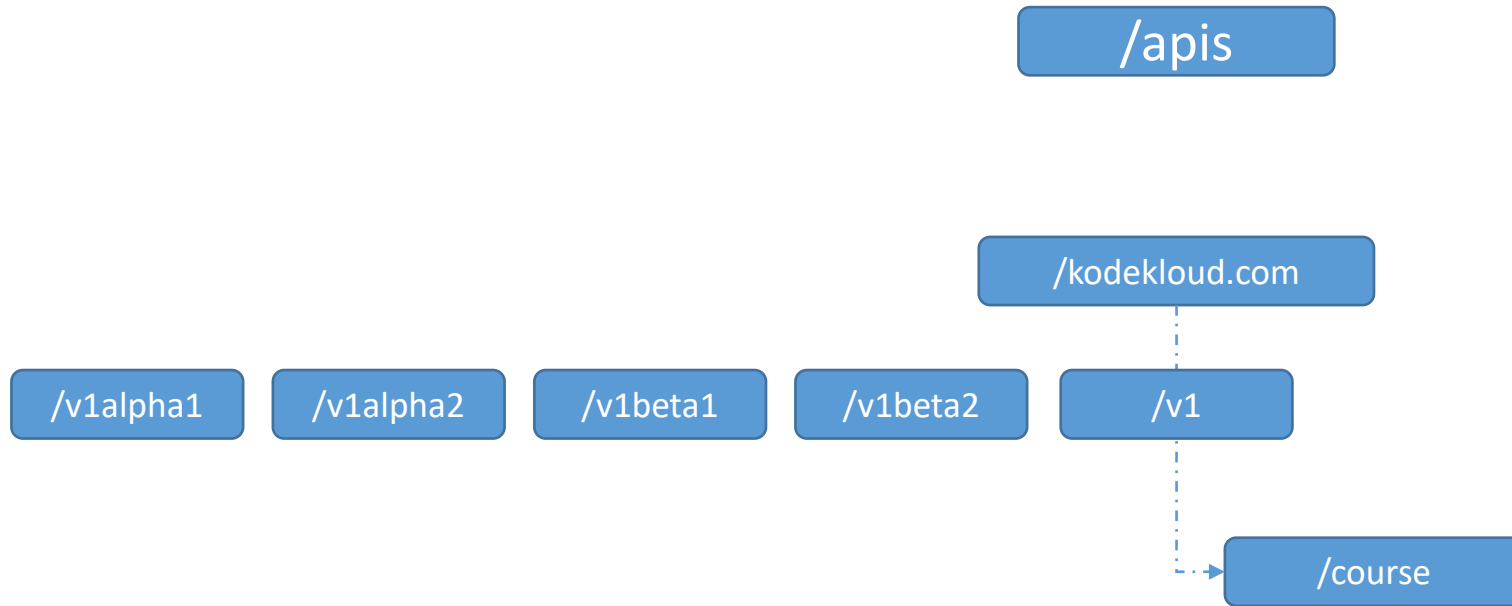 /apis
/kodekloud.com
/v1alpha1
/v1alpha2
/v1beta1
/v1beta2
/v1
/course